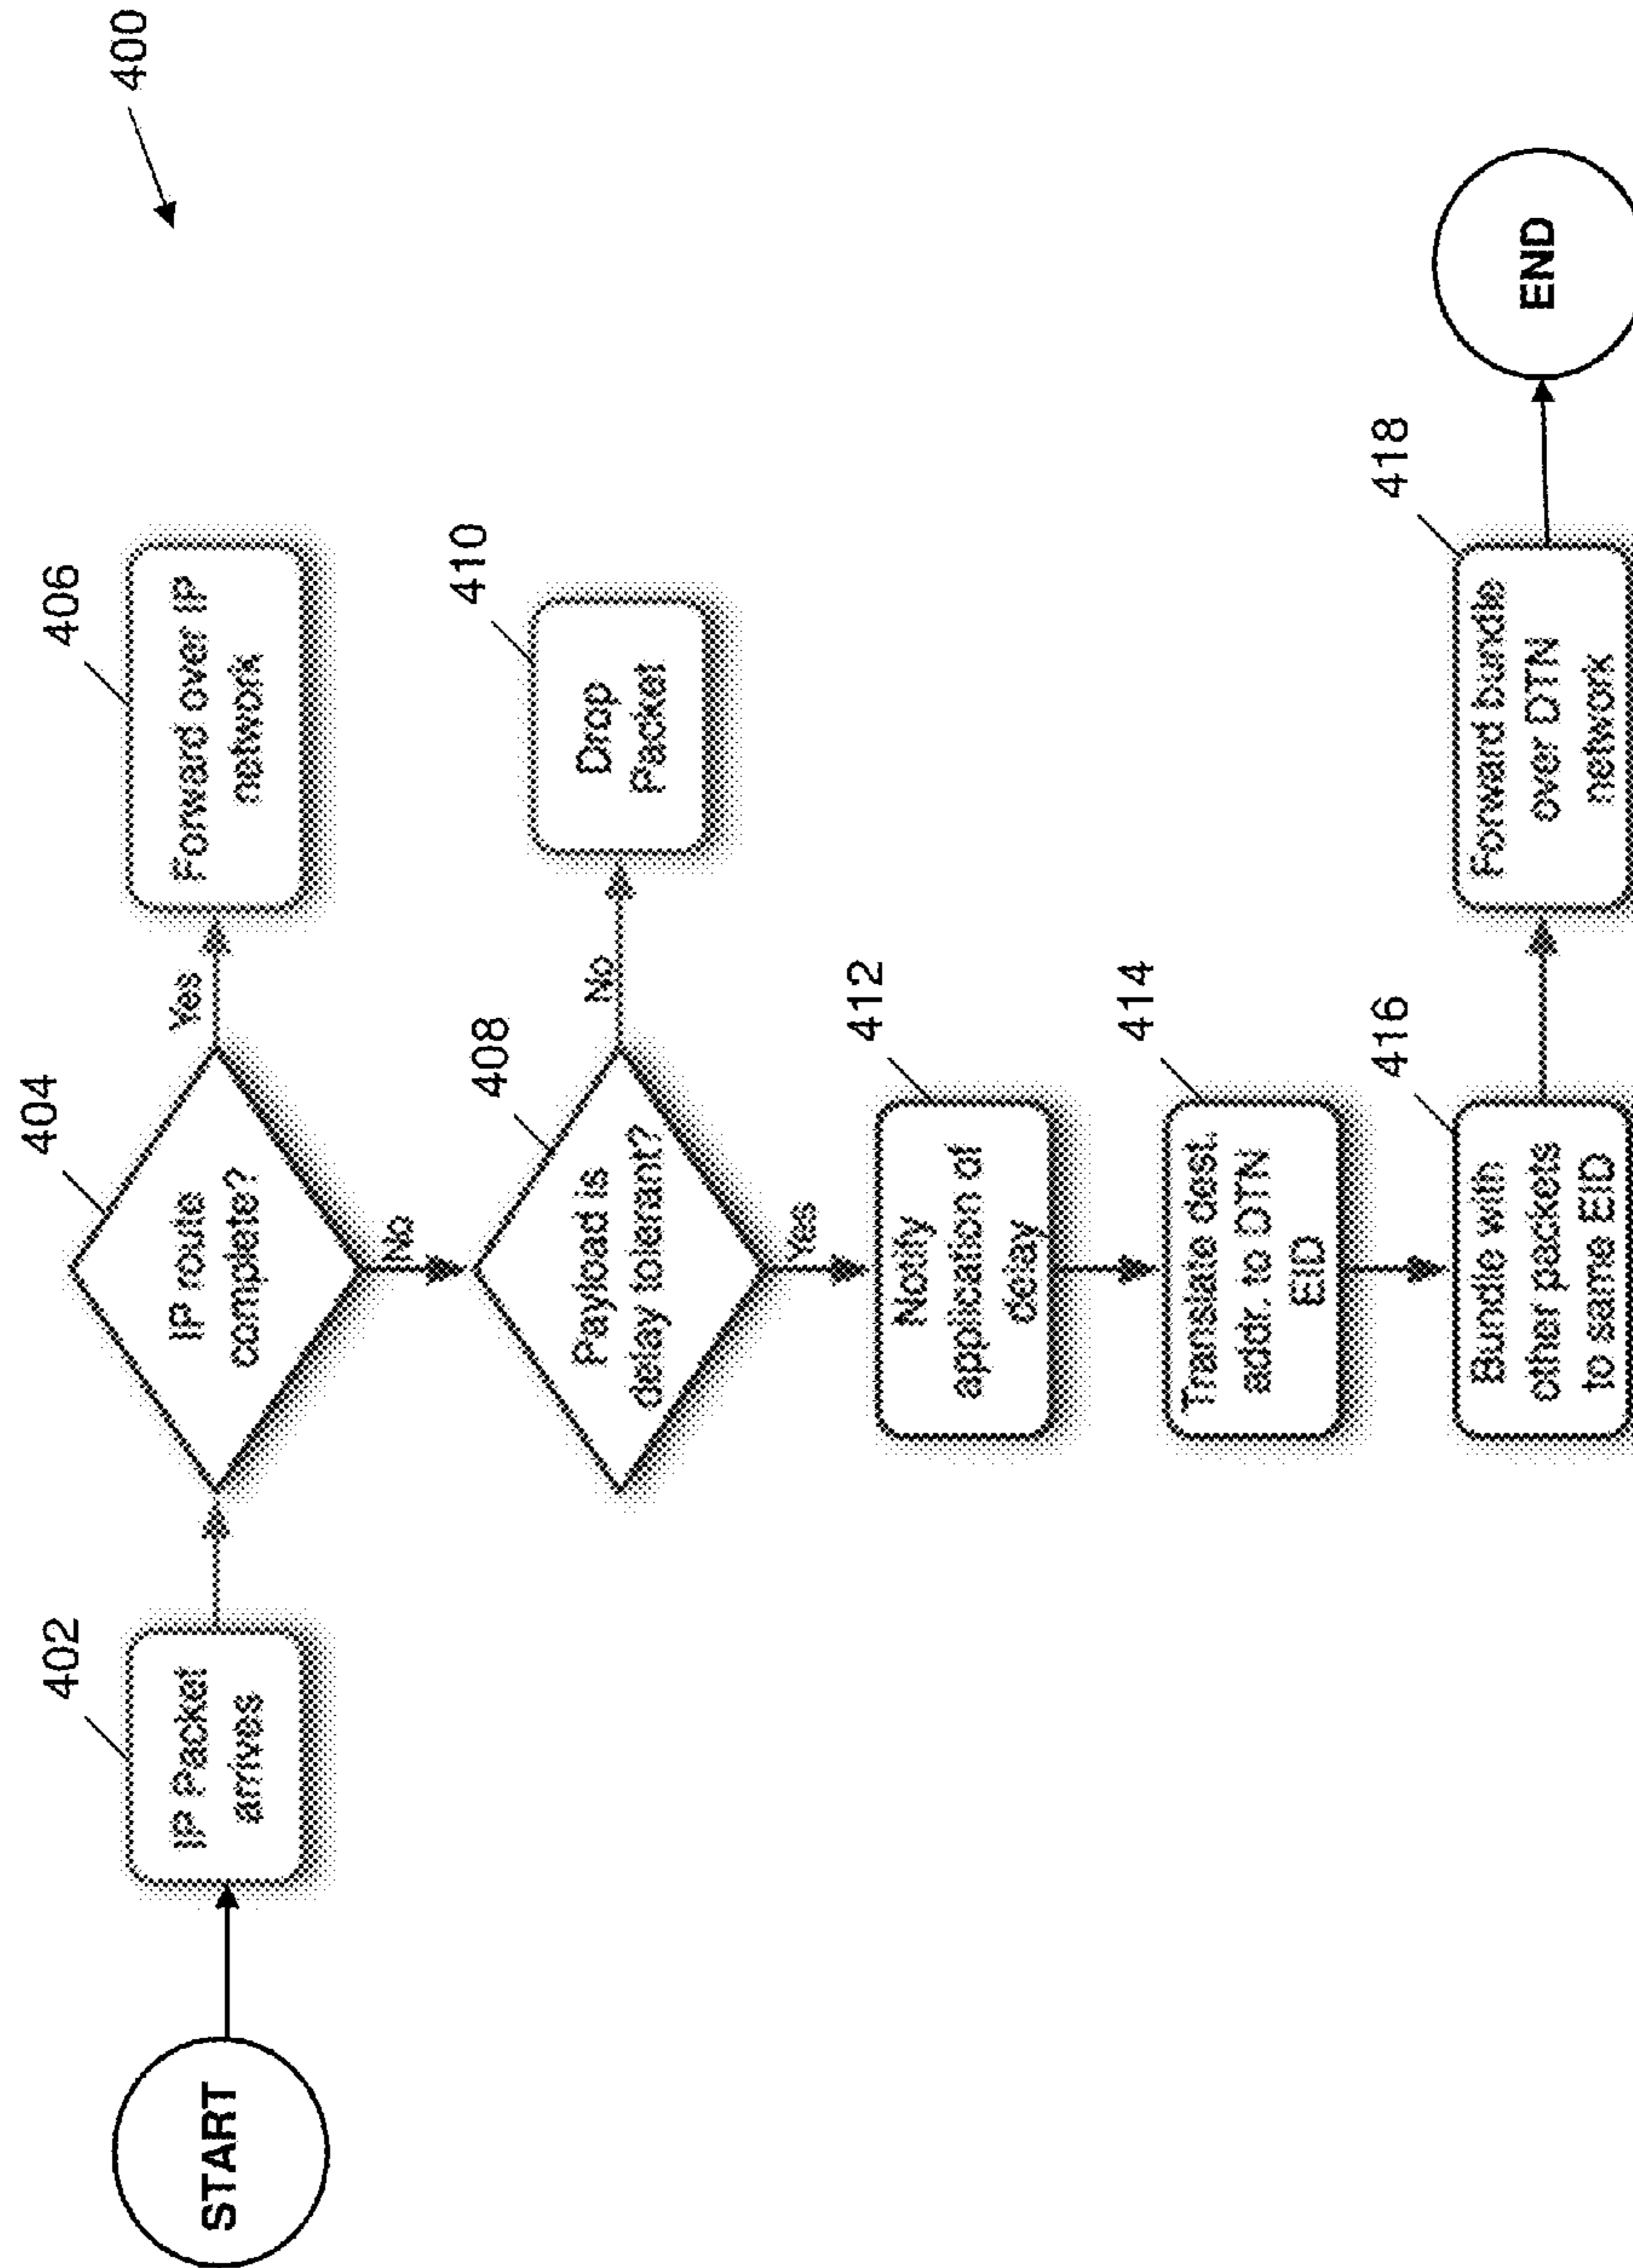 400
START
402
IP Packet
arrives
404
IP route
complete?
Yes
406
Forward over IP
network
No
408
Payload is
delay tolerant?
No
410
Drop
Packet
Yes
412
Notify
application of
delay
414
Translate dest.
addr. to DTN
EID
416
Bundle with
other packets
to same EID
418
Forward bundle
over DTN
network
END